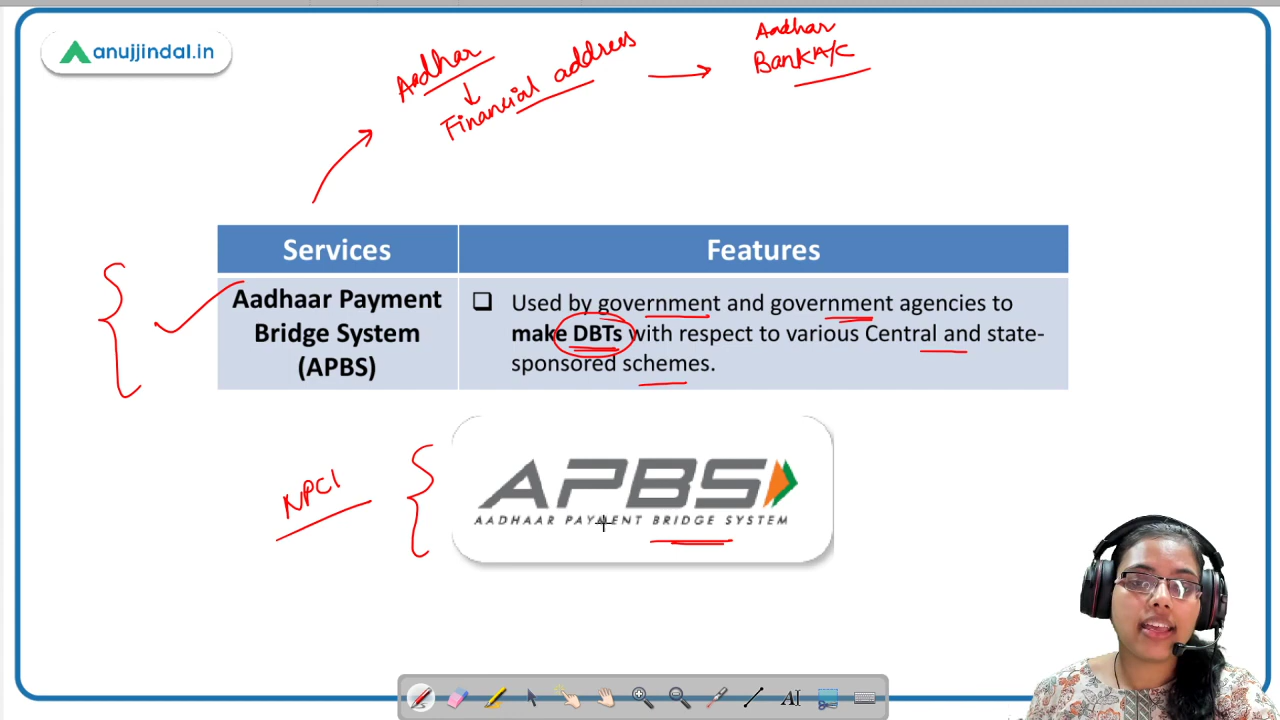 anujjindal.in
Aadhar
↓
Financial address
Aadhar
Bank A/C
Services
Features
Aadhaar Payment
Bridge System
(APBS)
❑ Used by government and government agencies to
make DBTs with respect to various Central and state-
sponsored schemes.
NPCI
APBS
AADHAAR PAYMENT BRIDGE SYSTEM
AI